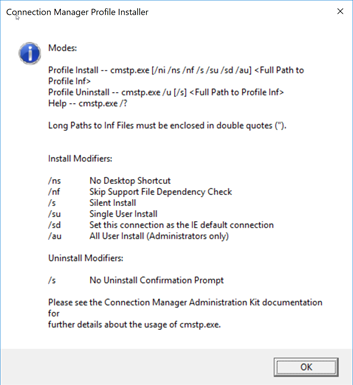 Connection Manager Profile Installer
Modes:
Profile Install -- cmstp.exe [/ni /ns /nf /s /su /sd /au] <Full Path to
Profile Inf>
Profile Uninstall -- cmstp.exe /u [/s] <Full Path to Profile Inf>
Help -- cmstp.exe /?
Long Paths to Inf Files must be enclosed in double quotes (").
Install Modifiers:
/ns No Desktop Shortcut
/nf Skip Support File Dependency Check
/s Silent Install
/su Single User Install
/sd Set this connection as the IE default connection
/au All User Install (Administrators only)
Uninstall Modifiers:
/s No Uninstall Confirmation Prompt
Please see the Connection Manager Administration Kit documentation
for
further details about the usage of cmstp.exe.
OK